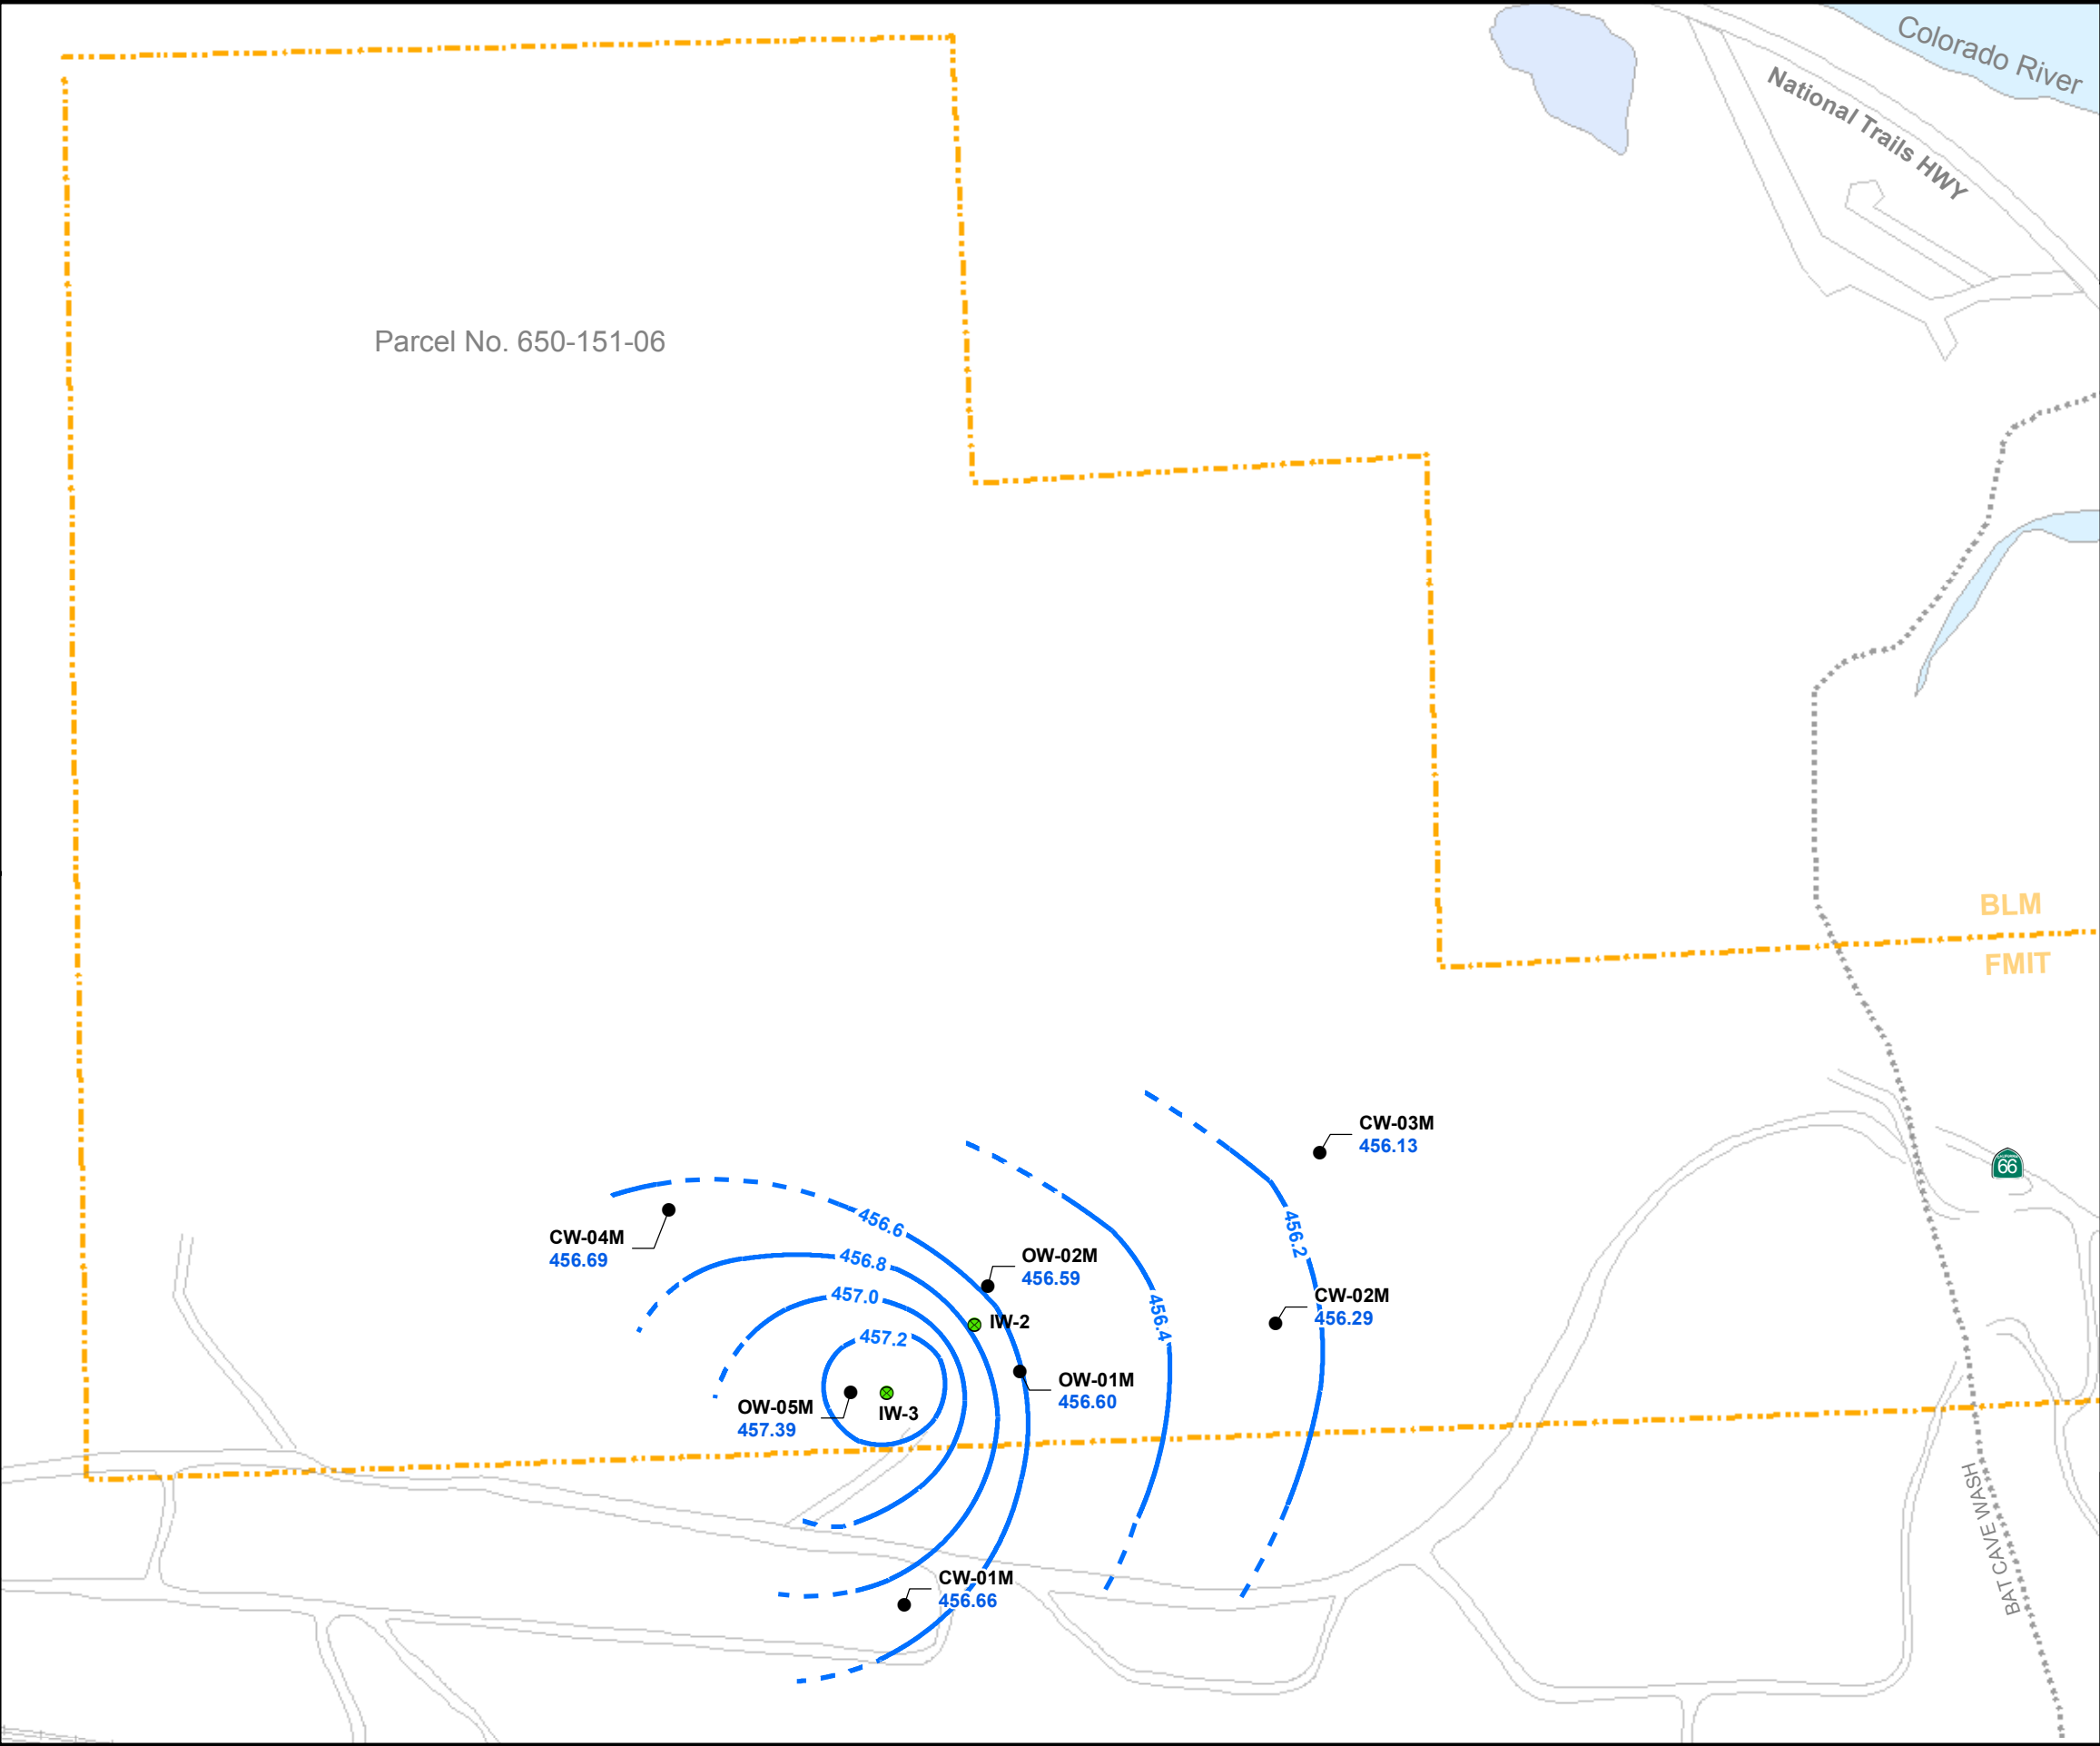 Colorado River
National Trails HWY
Parcel No. 650-151-06
BLM
FMIT
CW-03M
456.13
66
456.6
456.2
CW-04M
456.69
456.8
OW-02M
456.59
457.0
456.4
CW-02M
456.29
IW-2
457.2
OW-01M
456.60
OW-05M
457.39
IW-3
BAT CAVE WASH
CW-01M
456.66